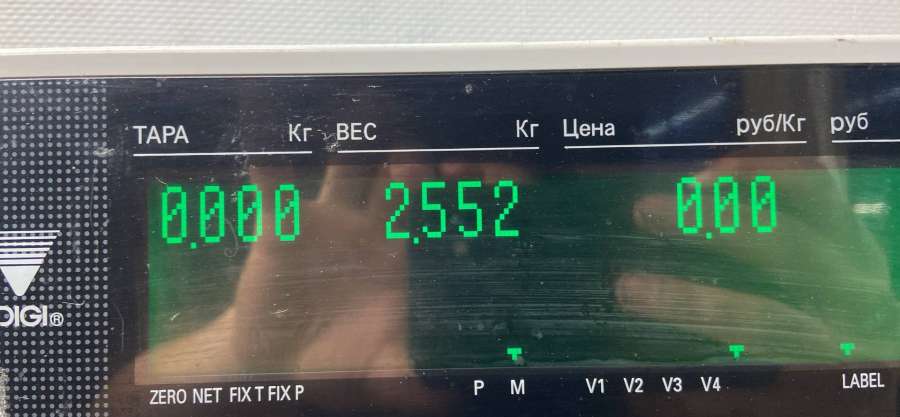 ТАРА Кг ВЕС Кг Цена руб/Кг руб
0.000 2.552 0.00
DIGI®
ZERO NET FIX T FIX P P M V1 V2 V3 V4 LABEL